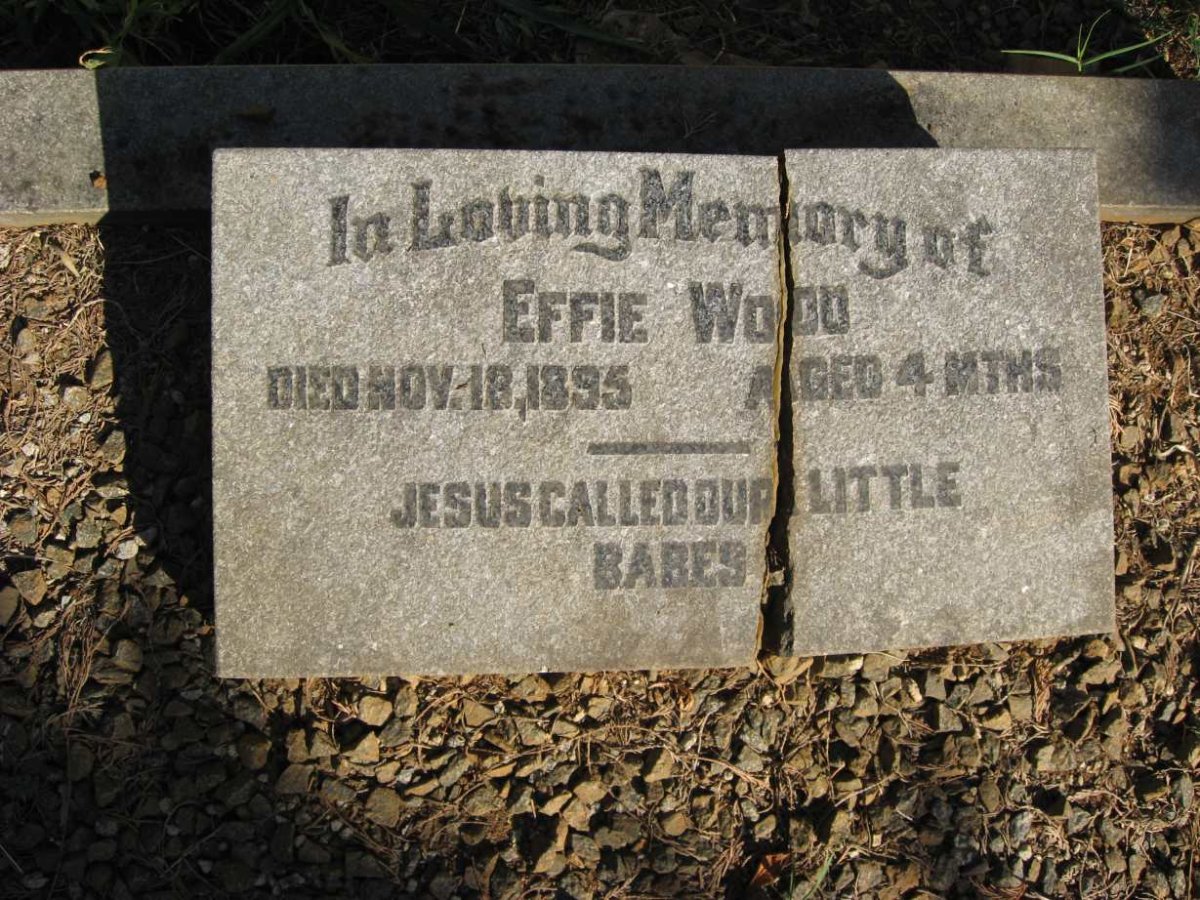 In Loving Memory of
EFFIE WOOD
DIED NOV. 18, 1895 AGED 4 MTHS
JESUS CALLED OUR LITTLE
BABES